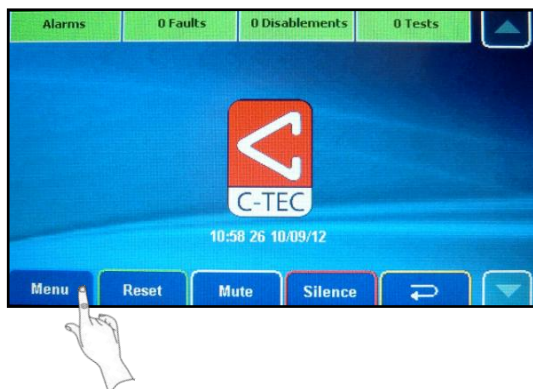 Alarms 0 Faults 0 Disablements 0 Tests
C-TEC
10:58 26 10/09/12
Menu Reset Mute Silence